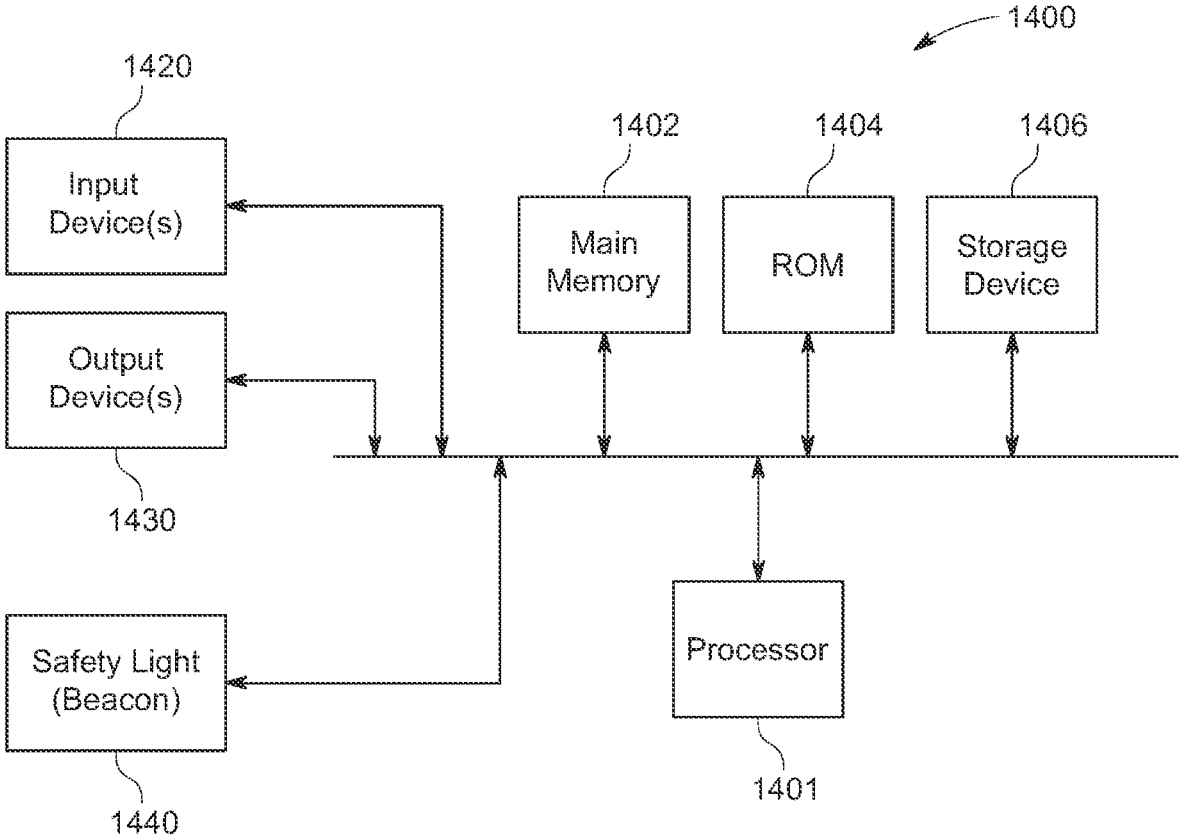 1400
1420
Input
Device(s)
1402
Main
Memory
1404
ROM
1406
Storage
Device
Output
Device(s)
1430
Safety Light
(Beacon)
1440
Processor
1401